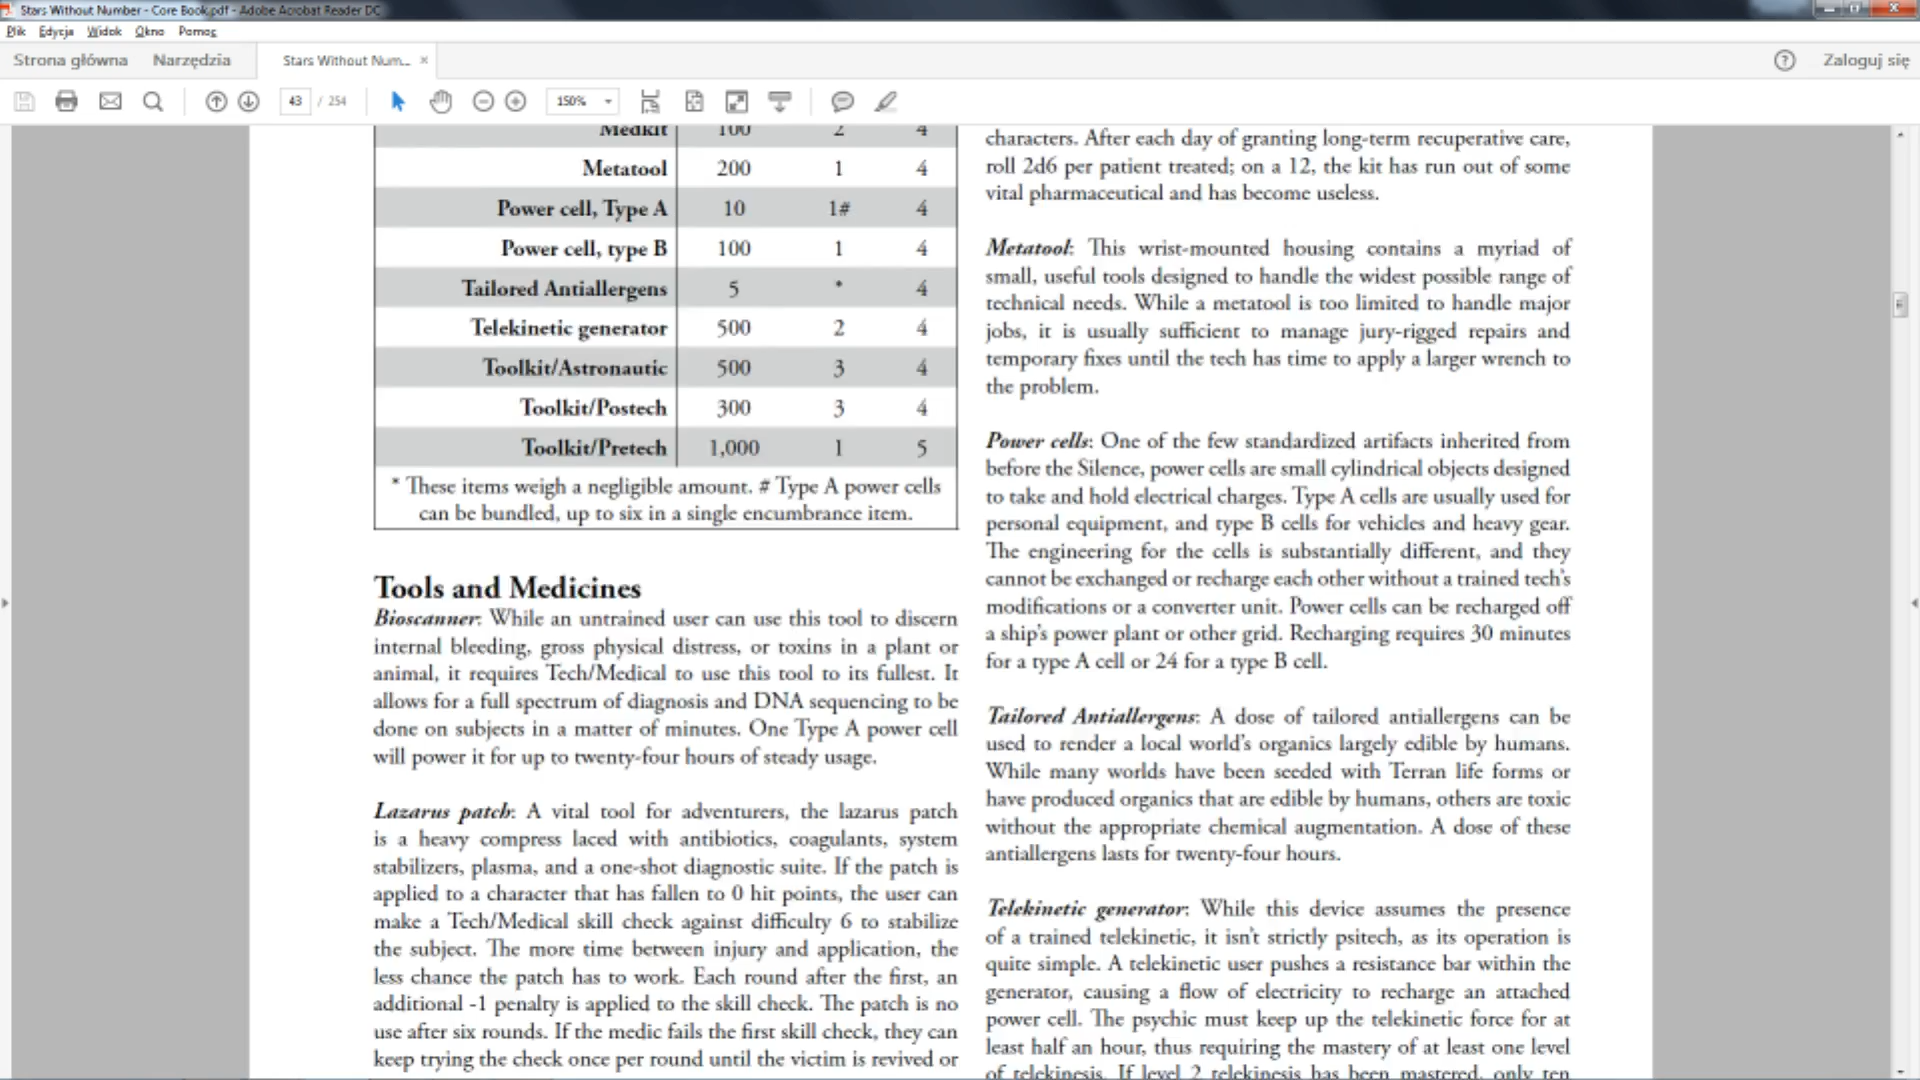 Stars Without Number - Core Book.pdf - Adobe Acrobat Reader DC
Plik Edycja Widok Okno Pomoc
Strona główna Narzędzia Stars Without Num... × Zaloguj się
43 / 254 150%
Medkit 100 2 4
Metatool 200 1 4
Power cell, Type A 10 1# 4
Power cell, type B 100 1 4
Tailored Antiallergens 5 * 4
Telekinetic generator 500 2 4
Toolkit/Astronautic 500 3 4
Toolkit/Postech 300 3 4
Toolkit/Pretech 1,000 1 5
* These items weigh a negligible amount. # Type A power cells
can be bundled, up to six in a single encumbrance item.
Tools and Medicines
Bioscanner: While an untrained user can use this tool to discern
internal bleeding, gross physical distress, or toxins in a plant or
animal, it requires Tech/Medical to use this tool to its fullest. It
allows for a full spectrum of diagnosis and DNA sequencing to be
done on subjects in a matter of minutes. One Type A power cell
will power it for up to twenty-four hours of steady usage.
Lazarus patch: A vital tool for adventurers, the lazarus patch
is a heavy compress laced with antibiotics, coagulants, system
stabilizers, plasma, and a one-shot diagnostic suite. If the patch is
applied to a character that has fallen to 0 hit points, the user can
make a Tech/Medical skill check against difficulty 6 to stabilize
the subject. The more time between injury and application, the
less chance the patch has to work. Each round after the first, an
additional -1 penalty is applied to the skill check. The patch is no
use after six rounds. If the medic fails the first skill check, they can
keep trying the check once per round until the victim is revived or
characters. After each day of granting long-term recuperative care,
roll 2d6 per patient treated; on a 12, the kit has run out of some
vital pharmaceutical and has become useless.
Metatool: This wrist-mounted housing contains a myriad of
small, useful tools designed to handle the widest possible range of
technical needs. While a metatool is too limited to handle major
jobs, it is usually sufficient to manage jury-rigged repairs and
temporary fixes until the tech has time to apply a larger wrench to
the problem.
Power cells: One of the few standardized artifacts inherited from
before the Silence, power cells are small cylindrical objects designed
to take and hold electrical charges. Type A cells are usually used for
personal equipment, and type B cells for vehicles and heavy gear.
The engineering for the cells is substantially different, and they
cannot be exchanged or recharge each other without a trained tech's
modifications or a converter unit. Power cells can be recharged off
a ship's power plant or other grid. Recharging requires 30 minutes
for a type A cell or 24 for a type B cell.
Tailored Antiallergens: A dose of tailored antiallergens can be
used to render a local world's organics largely edible by humans.
While many worlds have been seeded with Terran life forms or
have produced organics that are edible by humans, others are toxic
without the appropriate chemical augmentation. A dose of these
antiallergens lasts for twenty-four hours.
Telekinetic generator: While this device assumes the presence
of a trained telekinetic, it isn't strictly psitech, as its operation is
quite simple. A telekinetic user pushes a resistance bar within the
generator, causing a flow of electricity to recharge an attached
power cell. The psychic must keep up the telekinetic force for at
least half an hour, thus requiring the mastery of at least one level
of telekinesis. If level 2 telekinesis has been mastered, only ten